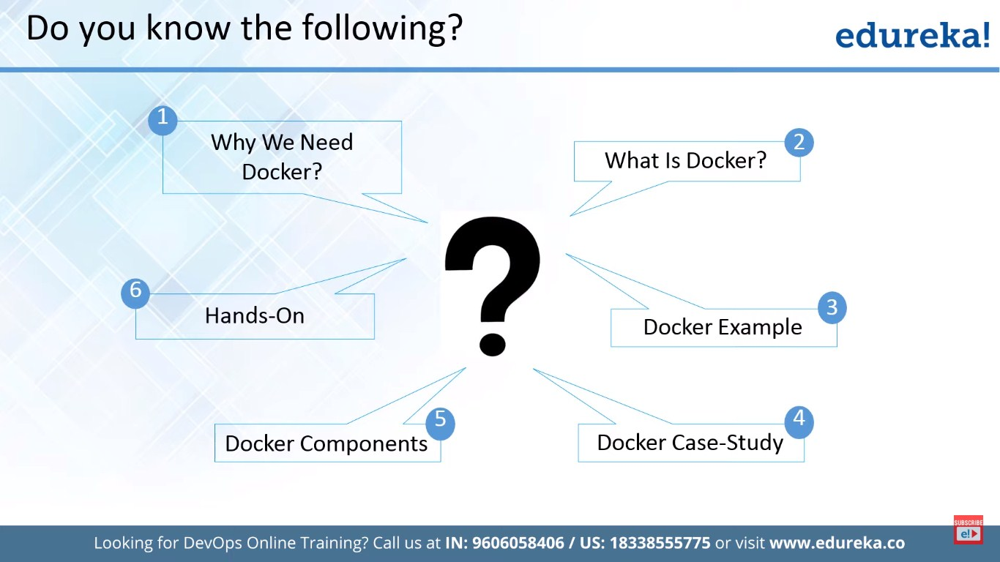 Do you know the following?
edureka!
1
Why We Need
Docker?
2
What Is Docker?
3
Docker Example
4
Docker Case-Study
5
Docker Components
6
Hands-On
?
SUBSCRIBE
e!
Looking for DevOps Online Training? Call us at IN: 9606058406 / US: 18338555775 or visit www.edureka.co